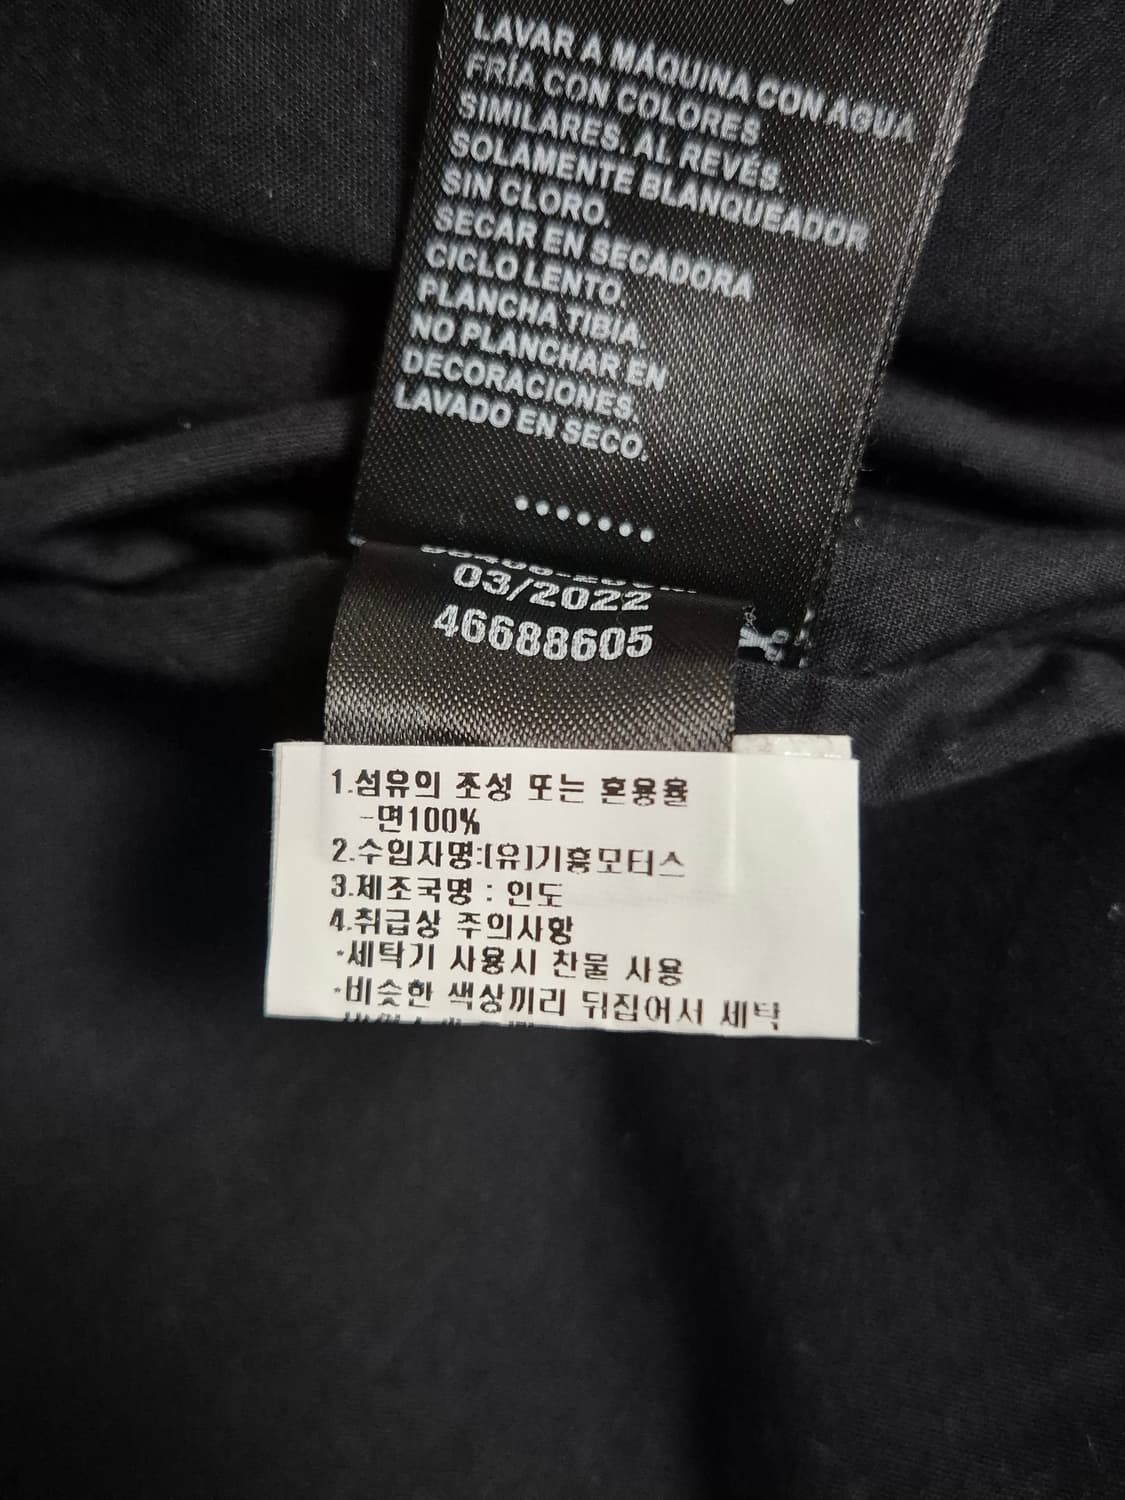 LAVAR A MÁQUINA CON AGUA
FRÍA CON COLORES
SIMILARES. AL REVÉS.
SOLAMENTE BLANQUEADOR
SIN CLORO.
SECAR EN SECADORA
CICLO LENTO.
PLANCHA TIBIA.
NO PLANCHAR EN
DECORACIONES.
LAVADO EN SECO.
03/2022
46688605
1.섬유의 조성 또는 혼용율
-면100%
2.수입자명:(유)기흥모터스
3.제조국명 : 인도
4.취급상 주의사항
·세탁기 사용시 찬물 사용
·비슷한 색상끼리 뒤집어서 세탁